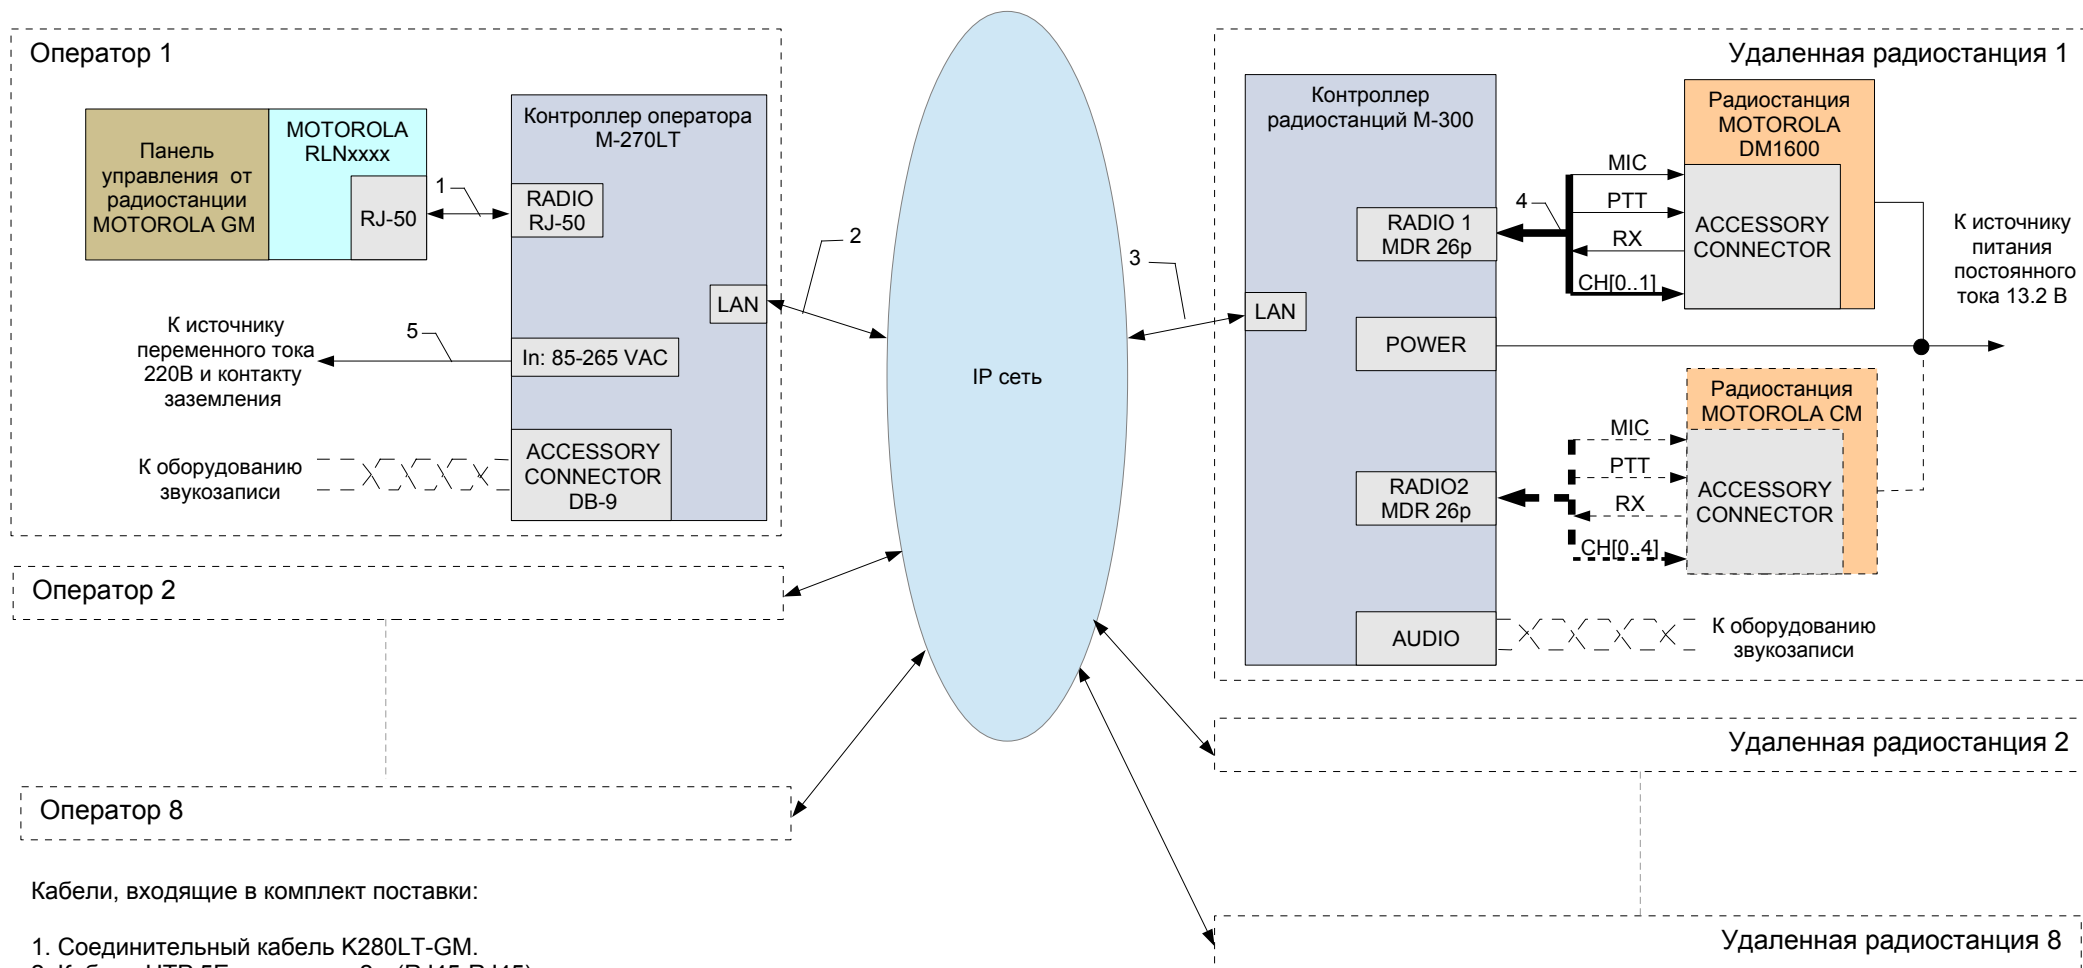 Оператор 1
Панель
управления от
радиостанции
MOTOROLA GM
MOTOROLA
RLNxxxx
RJ-50
1
Контроллер оператора
М-270LT
RADIO
RJ-50
LAN
2
К источнику
переменного тока
220В и контакту
заземления
5
In: 85-265 VAC
К оборудованию
звукозаписи
ACCESSORY
CONNECTOR
DB-9
Оператор 2
Оператор 8
IP сеть
Удаленная радиостанция 1
Контроллер
радиостанций М-300
3
LAN
RADIO 1
MDR 26p
4
MIC
PTT
RX
CH[0..1]
Радиостанция
MOTOROLA
DM1600
ACCESSORY
CONNECTOR
К источнику
питания
постоянного
тока 13.2 В
POWER
RADIO2
MDR 26p
MIC
PTT
RX
CH[0..4]
Радиостанция
MOTOROLA CM
ACCESSORY
CONNECTOR
AUDIO
К оборудованию
звукозаписи
Удаленная радиостанция 2
Удаленная радиостанция 8
Кабели, входящие в комплект поставки:
1. Соединительный кабель K280LT-GM.